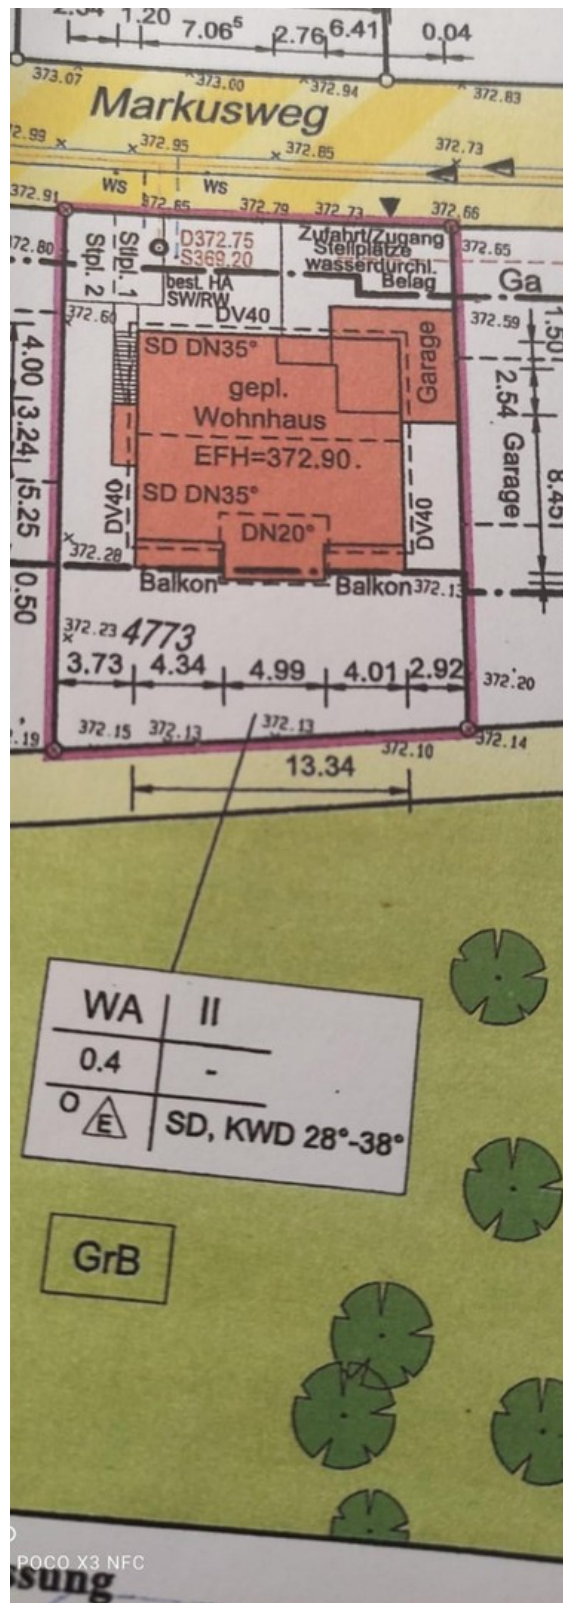 1.20
7.06⁵
2.76
6.41
0.04
373.07
373.00
372.94
372.83
Markusweg
372.95
372.85
372.73
WS
WS
372.91
372.65
372.79
372.73
372.66
372.65
Stpl. 2
Stpl. 1
D372.75
S369.20
Zufahrt/Zugang
Stellplätze
wasserdurchl.
Belag
best. HA
SW/RW
DV40
Ga
372.80
372.60
372.59
1.50
SD DN35°
Garage
gepl.
Wohnhaus
4.00
3.24
5.25
0.50
2.54
Garage
8.45
EFH=372.90
SD DN35°
DV40
DN20°
DV40
372.28
Balkon
Balkon
372.23
4773
3.73
4.34
4.99
4.01
2.92
372.20
372.15
372.13
372.13
372.10
372.14
13.34
WA II
0.4 -
O E SD, KWD 28°-38°
GrB
POCO X3 NFC
ssung